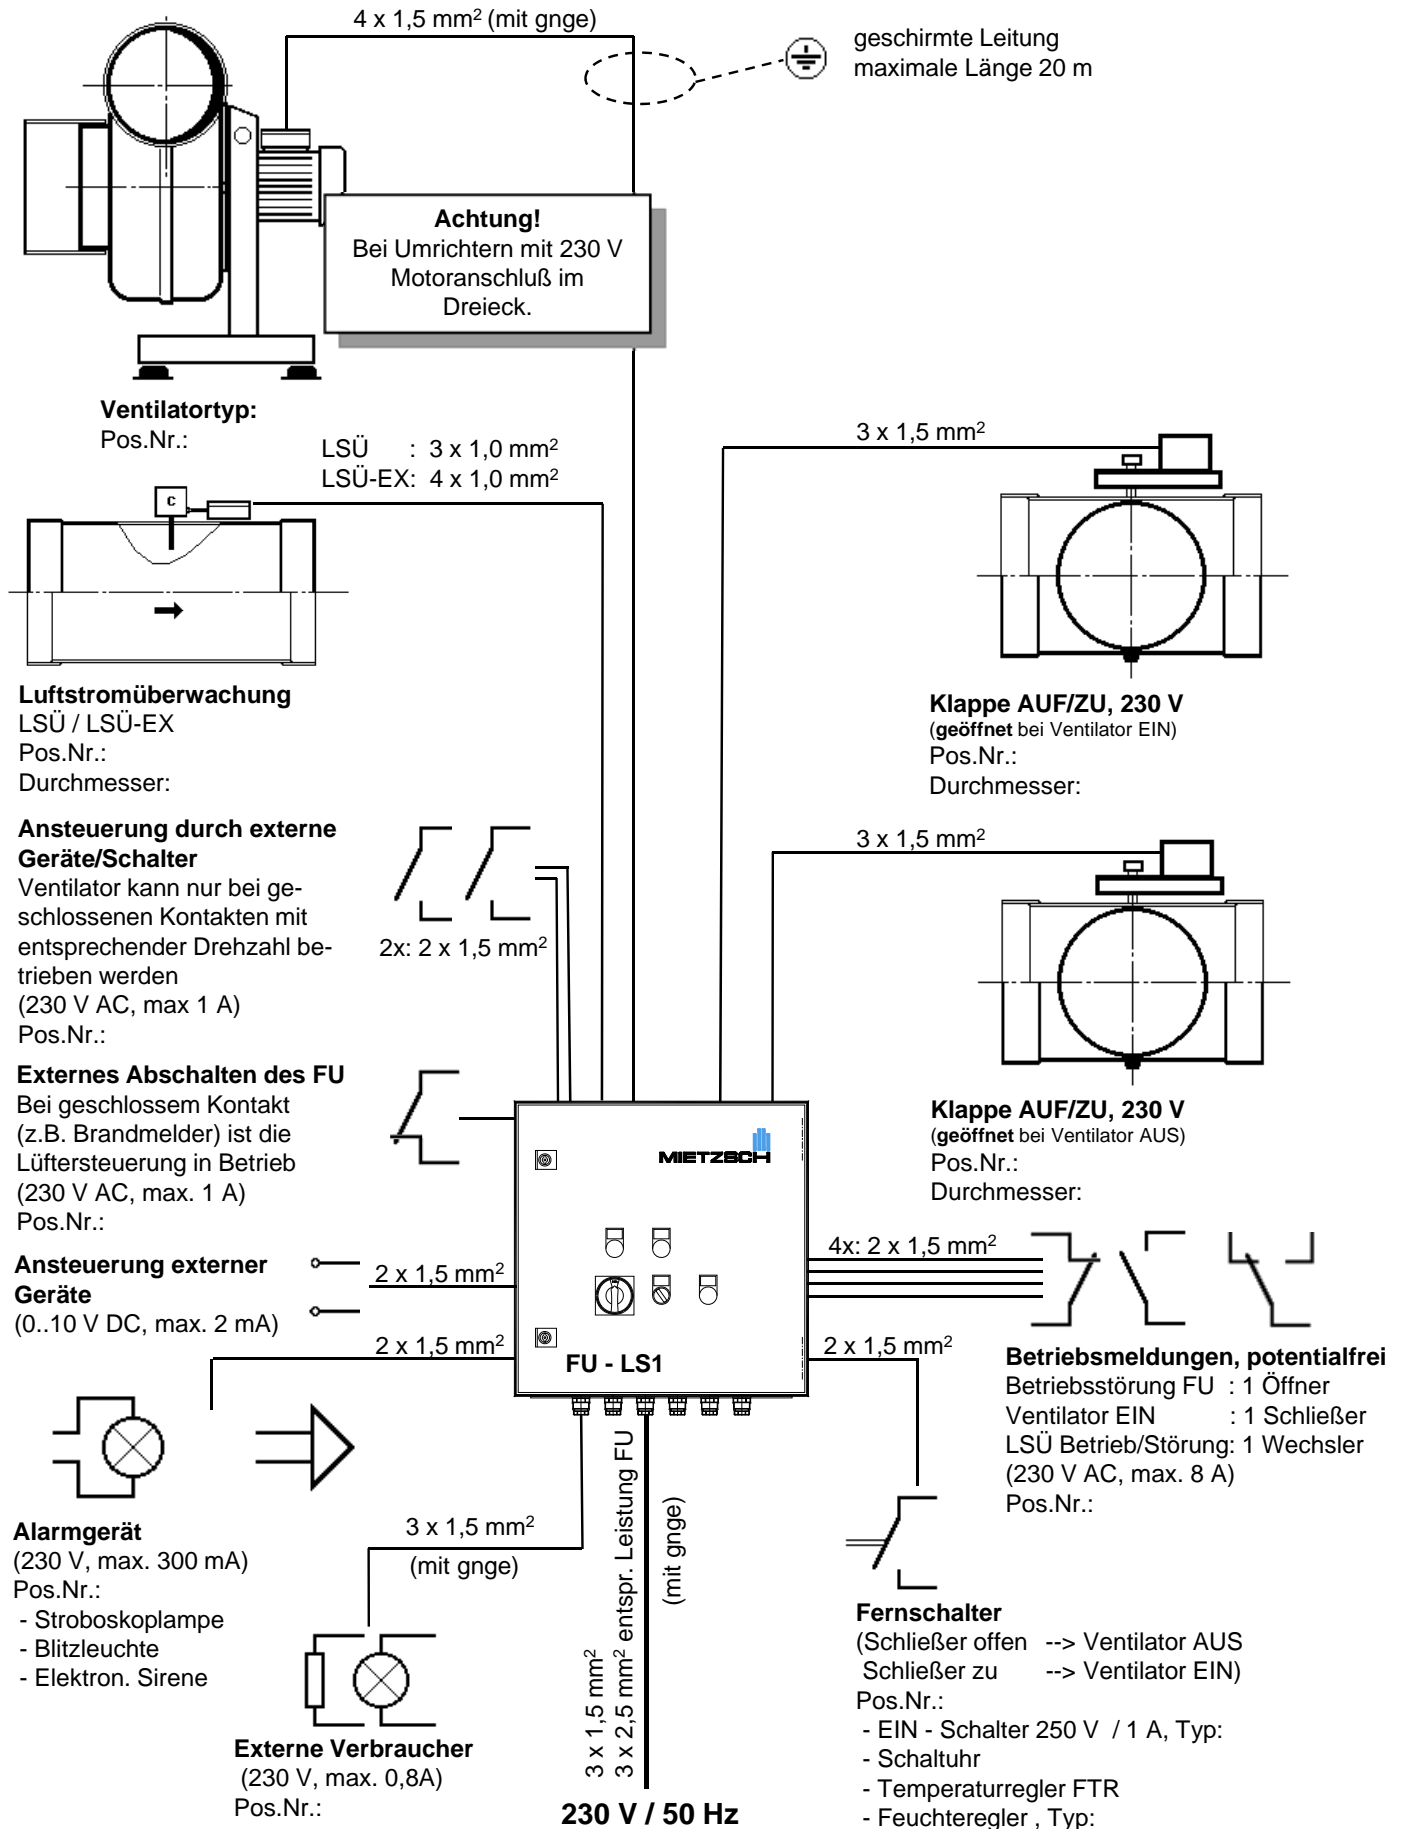 4 x 1,5 mm² (mit gnge)
geschirmte Leitung
maximale Länge 20 m
Achtung!
Bei Umrichtern mit 230 V
Motoranschluß im
Dreieck.
Ventilatortyp:
Pos.Nr.:
LSÜ : 3 x 1,0 mm²
LSÜ-EX: 4 x 1,0 mm²
C
Luftstromüberwachung
LSÜ / LSÜ-EX
Pos.Nr.:
Durchmesser:
3 x 1,5 mm²
Klappe AUF/ZU, 230 V
(geöffnet bei Ventilator EIN)
Pos.Nr.:
Durchmesser:
Ansteuerung durch externe
Geräte/Schalter
Ventilator kann nur bei ge-
schlossenen Kontakten mit
entsprechender Drehzahl be-
trieben werden
(230 V AC, max 1 A)
Pos.Nr.:
2x: 2 x 1,5 mm²
3 x 1,5 mm²
Klappe AUF/ZU, 230 V
(geöffnet bei Ventilator AUS)
Pos.Nr.:
Durchmesser:
Externes Abschalten des FU
Bei geschlossem Kontakt
(z.B. Brandmelder) ist die
Lüftersteuerung in Betrieb
(230 V AC, max. 1 A)
Pos.Nr.:
MIETZSCH
FU - LS1
Ansteuerung externer
Geräte
(0..10 V DC, max. 2 mA)
2 x 1,5 mm²
2 x 1,5 mm²
4x: 2 x 1,5 mm²
Betriebsmeldungen, potentialfrei
Betriebsstörung FU : 1 Öffner
Ventilator EIN : 1 Schließer
LSÜ Betrieb/Störung: 1 Wechsler
(230 V AC, max. 8 A)
Pos.Nr.:
2 x 1,5 mm²
Alarmgerät
(230 V, max. 300 mA)
Pos.Nr.:
- Stroboskoplampe
- Blitzleuchte
- Elektron. Sirene
3 x 1,5 mm²
(mit gnge)
Externe Verbraucher
(230 V, max. 0,8A)
Pos.Nr.:
3 x 1,5 mm²
3 x 2,5 mm² entspr. Leistung FU
(mit gnge)
230 V / 50 Hz
Fernschalter
(Schließer offen --> Ventilator AUS
Schließer zu --> Ventilator EIN)
Pos.Nr.:
- EIN - Schalter 250 V / 1 A, Typ:
- Schaltuhr
- Temperaturregler FTR
- Feuchteregler , Typ: